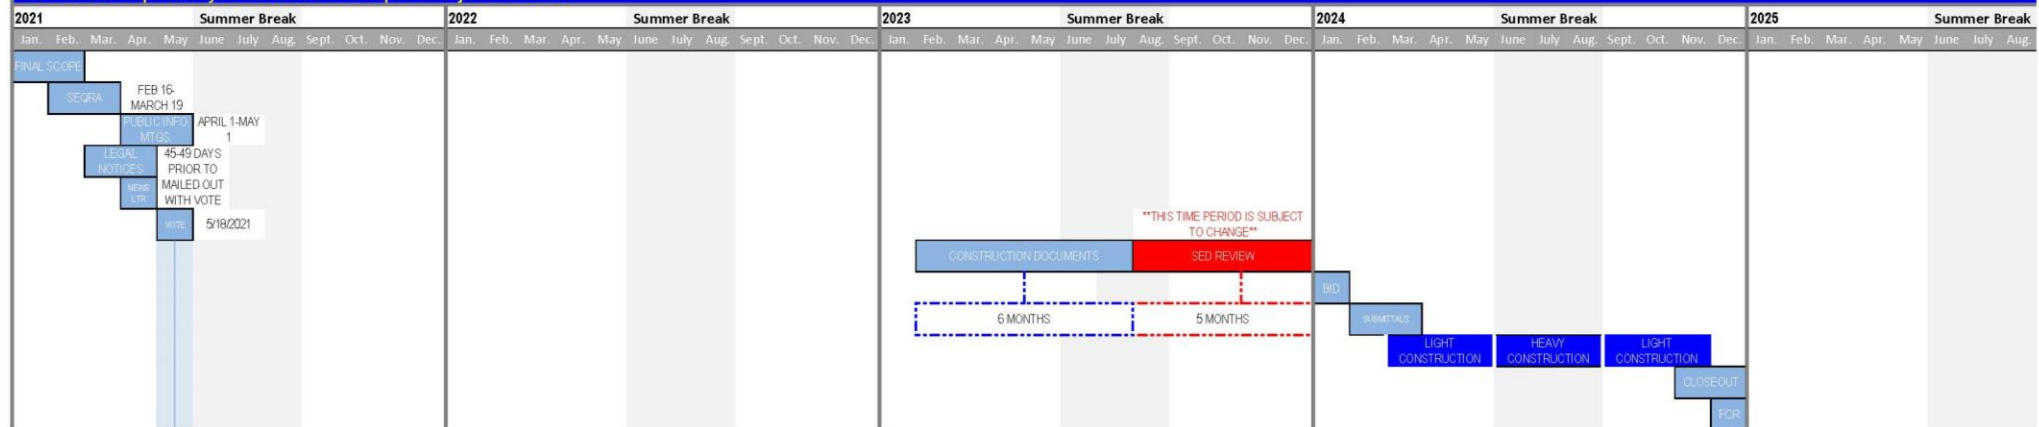 2021 Summer Break 2022 Summer Break 2023 Summer Break 2024 Summer Break 2025 Summer Break
Jan. Feb. Mar. Apr. May June July Aug. Sept. Oct. Nov. Dec. Jan. Feb. Mar. Apr. May June July Aug. Sept. Oct. Nov. Dec. Jan. Feb. Mar. Apr. May June July Aug. Sept. Oct. Nov. Dec. Jan. Feb. Mar. Apr. May June July Aug. Sept. Oct. Nov. Dec. Jan. Feb. Mar. Apr. May June July Aug.
FINAL SCOPE
SEQRA
FEB 16-
MARCH 19
PUBLIC INFO.
MTGS
APRIL 1-MAY
1
LEGAL
NOTICES
45-49 DAYS
PRIOR TO
NEWS
LTR.
MAILED OUT
WITH VOTE
VOTE
5/18/2021
**THIS TIME PERIOD IS SUBJECT
TO CHANGE**
CONSTRUCTION DOCUMENTS
SED REVIEW
BID
6 MONTHS
5 MONTHS
SUBMITTALS
LIGHT
CONSTRUCTION
HEAVY
CONSTRUCTION
LIGHT
CONSTRUCTION
CLOSEOUT
FCR